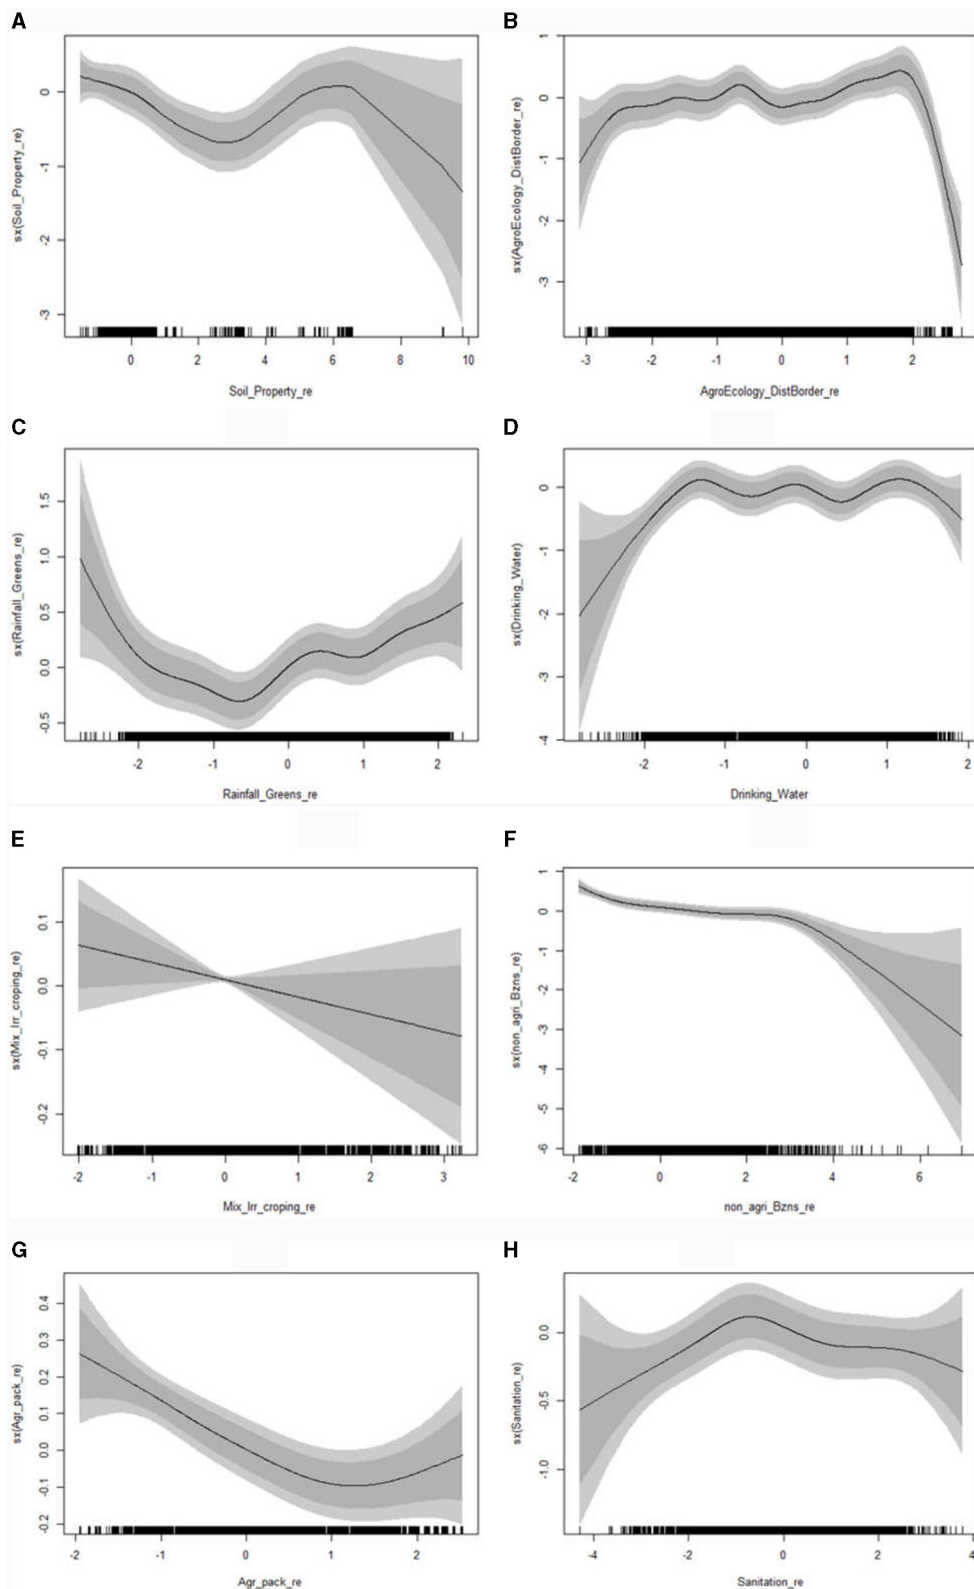 A
sx(Soil_Property_re)
0
-1
-2
-3
0 2 4 6 8 10
Soil_Property_re
B
sx(AgroEcology_DistBorder_re)
1
0
-1
-2
-3
-3 -2 -1 0 1 2
AgroEcology_DistBorder_re
C
sx(Rainfall_Greens_re)
1.5
1.0
0.5
0.0
-0.5
-2 -1 0 1 2
Rainfall_Greens_re
D
sx(Drinking_Water)
0
-1
-2
-3
-4
-2 -1 0 1 2
Drinking_Water
E
sx(Mix_Irr_croping_re)
0.1
0.0
-0.1
-0.2
-2 -1 0 1 2 3
Mix_Irr_croping_re
F
sx(non_agri_Bzns_re)
1
0
-1
-2
-3
-4
-5
-6
-2 0 2 4 6
non_agri_Bzns_re
G
sx(Agr_pack_re)
0.4
0.3
0.2
0.1
0.0
-0.1
-0.2
-2 -1 0 1 2
Agr_pack_re
H
sx(Sanitation_re)
0.0
-0.5
-1.0
-4 -2 0 2 4
Sanitation_re